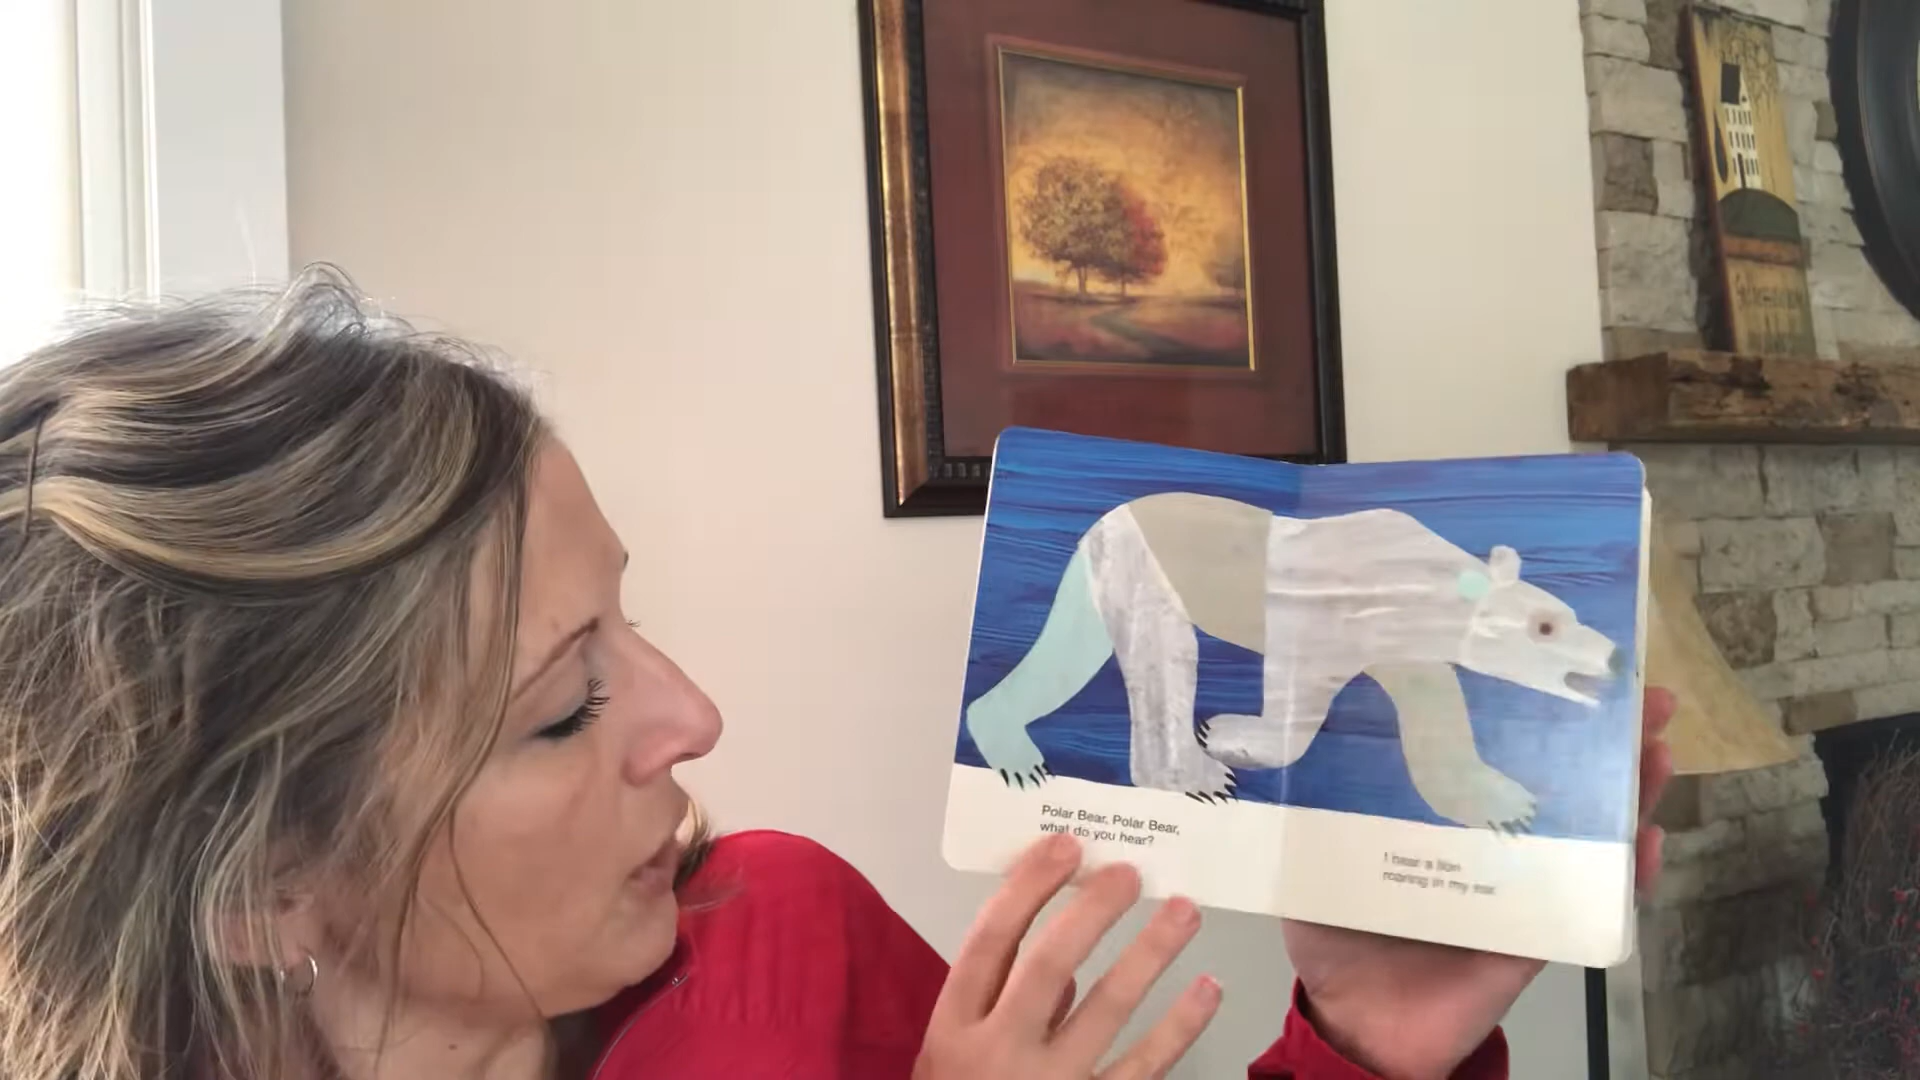 Polar Bear, Polar Bear,
what do you hear?
I hear a lion
roaring in my ear.